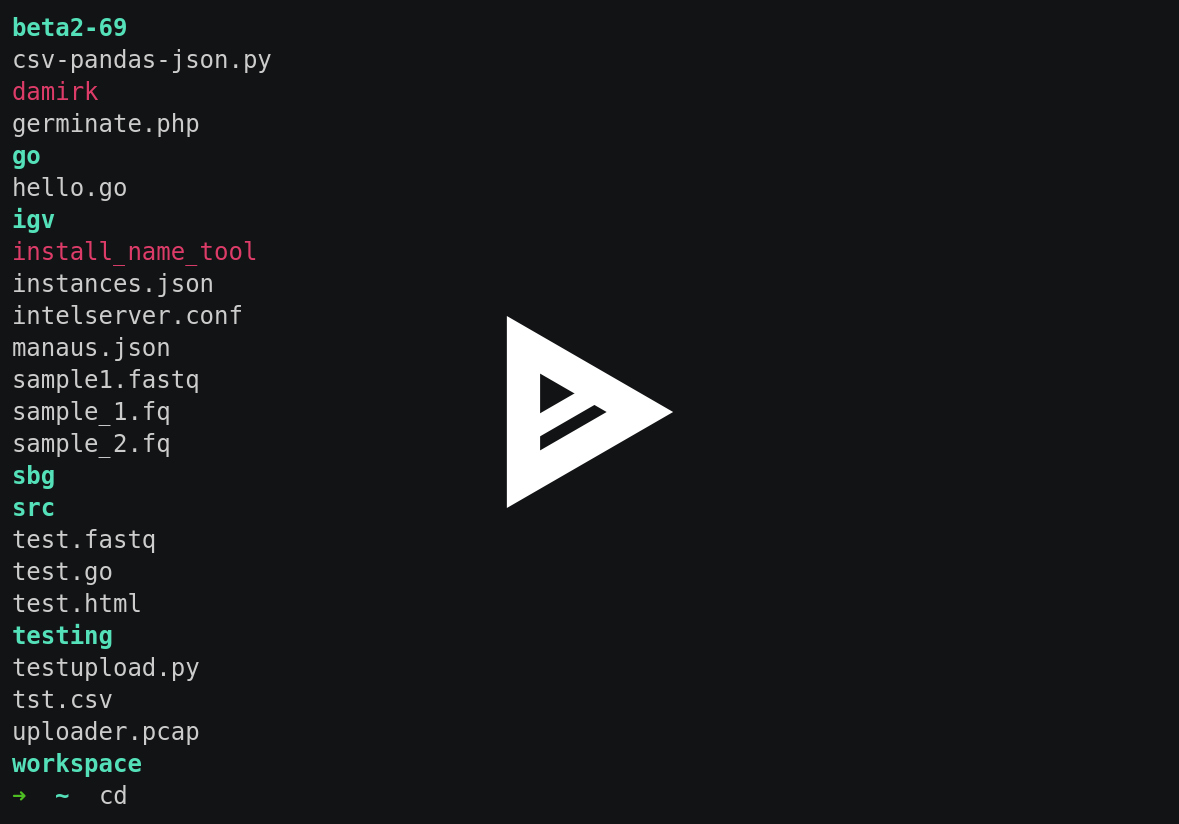 beta2-69
csv-pandas-json.py
damirk
germinate.php
go
hello.go
igv
install_name_tool
instances.json
intelserver.conf
manaus.json
sample1.fastq
sample_1.fq
sample_2.fq
sbg
src
test.fastq
test.go
test.html
testing
testupload.py
tst.csv
uploader.pcap
workspace
➜  ~  cd